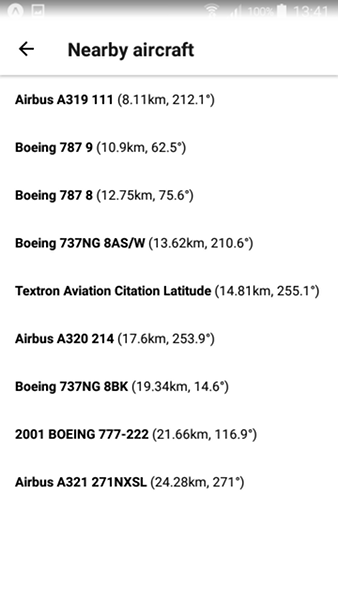 100% 13:41
Nearby aircraft
Airbus A319 111 (8.11km, 212.1°)
Boeing 787 9 (10.9km, 62.5°)
Boeing 787 8 (12.75km, 75.6°)
Boeing 737NG 8AS/W (13.62km, 210.6°)
Textron Aviation Citation Latitude (14.81km, 255.1°)
Airbus A320 214 (17.6km, 253.9°)
Boeing 737NG 8BK (19.34km, 14.6°)
2001 BOEING 777-222 (21.66km, 116.9°)
Airbus A321 271NXSL (24.28km, 271°)